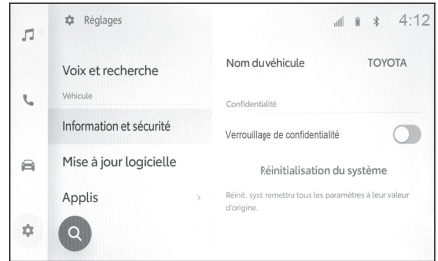 Réglages
4:12
Voix et recherche
Véhicule
Information et sécurité
Mise à jour logicielle
Applis
Nom du véhicule TOYOTA
Confidentialité
Verrouillage de confidentialité
Réinitialisation du système
Réinit. syst. remettra tous les paramètres à leur valeur
d'origine.